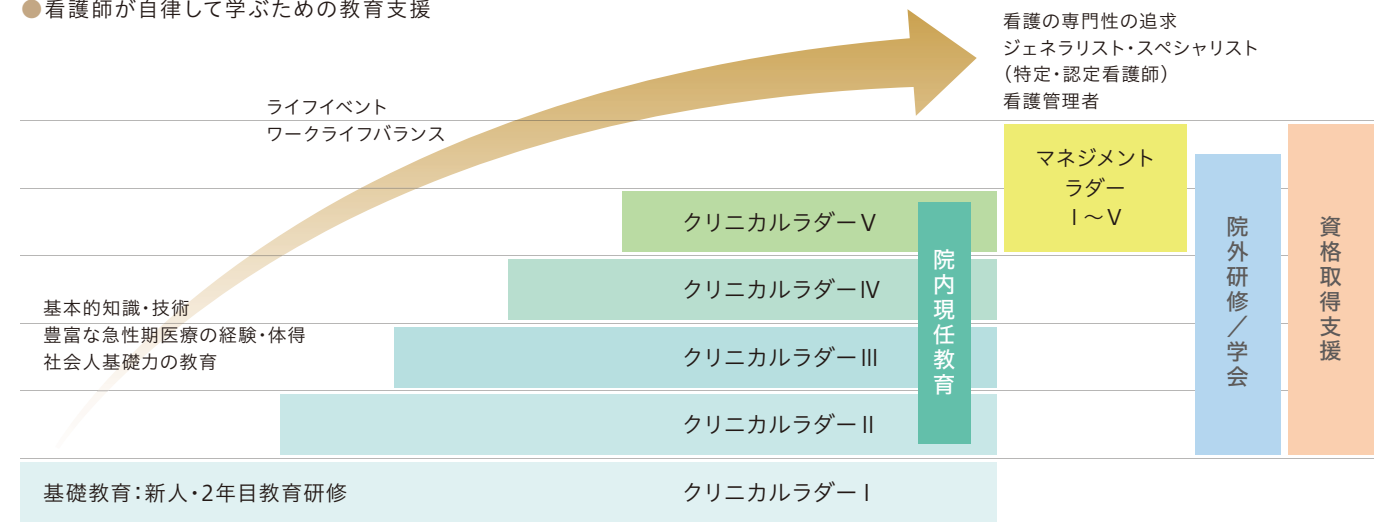 ●看護師が自律して学ぶための教育支援
看護の専門性の追求
ジェネラリスト・スペシャリスト
（特定・認定看護師）
看護管理者
ライフイベント
ワークライフバランス
マネジメント
ラダー
Ⅰ～Ⅴ
クリニカルラダーⅤ
クリニカルラダーⅣ
クリニカルラダーⅢ
クリニカルラダーⅡ
院内現任教育
院外研修／学会
資格取得支援
基本的知識・技術
豊富な急性期医療の経験・体得
社会人基礎力の教育
基礎教育：新人・2年目教育研修
クリニカルラダーⅠ